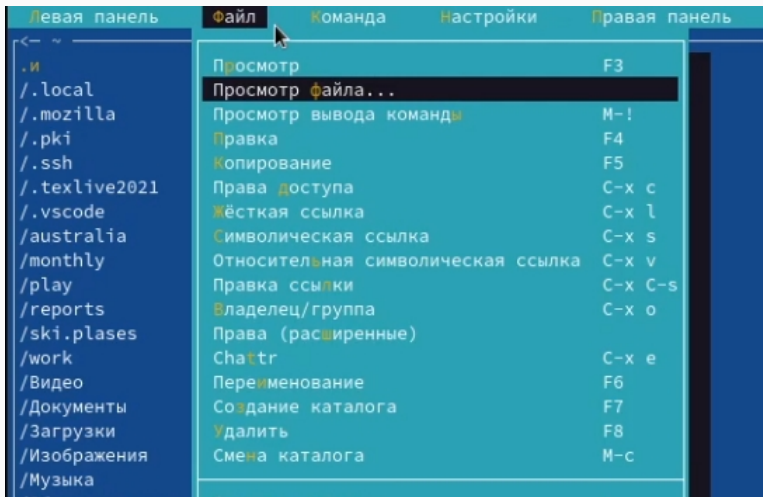 Левая панель Файл Команда Настройки Правая панель
<— ~
.и
/.local
/.mozilla
/.pki
/.ssh
/.texlive2021
/.vscode
/australia
/monthly
/play
/reports
/ski.plases
/work
/Видео
/Документы
/Загрузки
/Изображения
/Музыка
Просмотр F3
Просмотр файла...
Просмотр вывода команды M-!
Правка F4
Копирование F5
Права доступа C-x c
Жёсткая ссылка C-x l
Символическая ссылка C-x s
Относительная символическая ссылка C-x v
Правка ссылки C-x C-s
Владелец/группа C-x o
Права (расширенные)
Chattr C-x e
Переименование F6
Создание каталога F7
Удалить F8
Смена каталога M-c